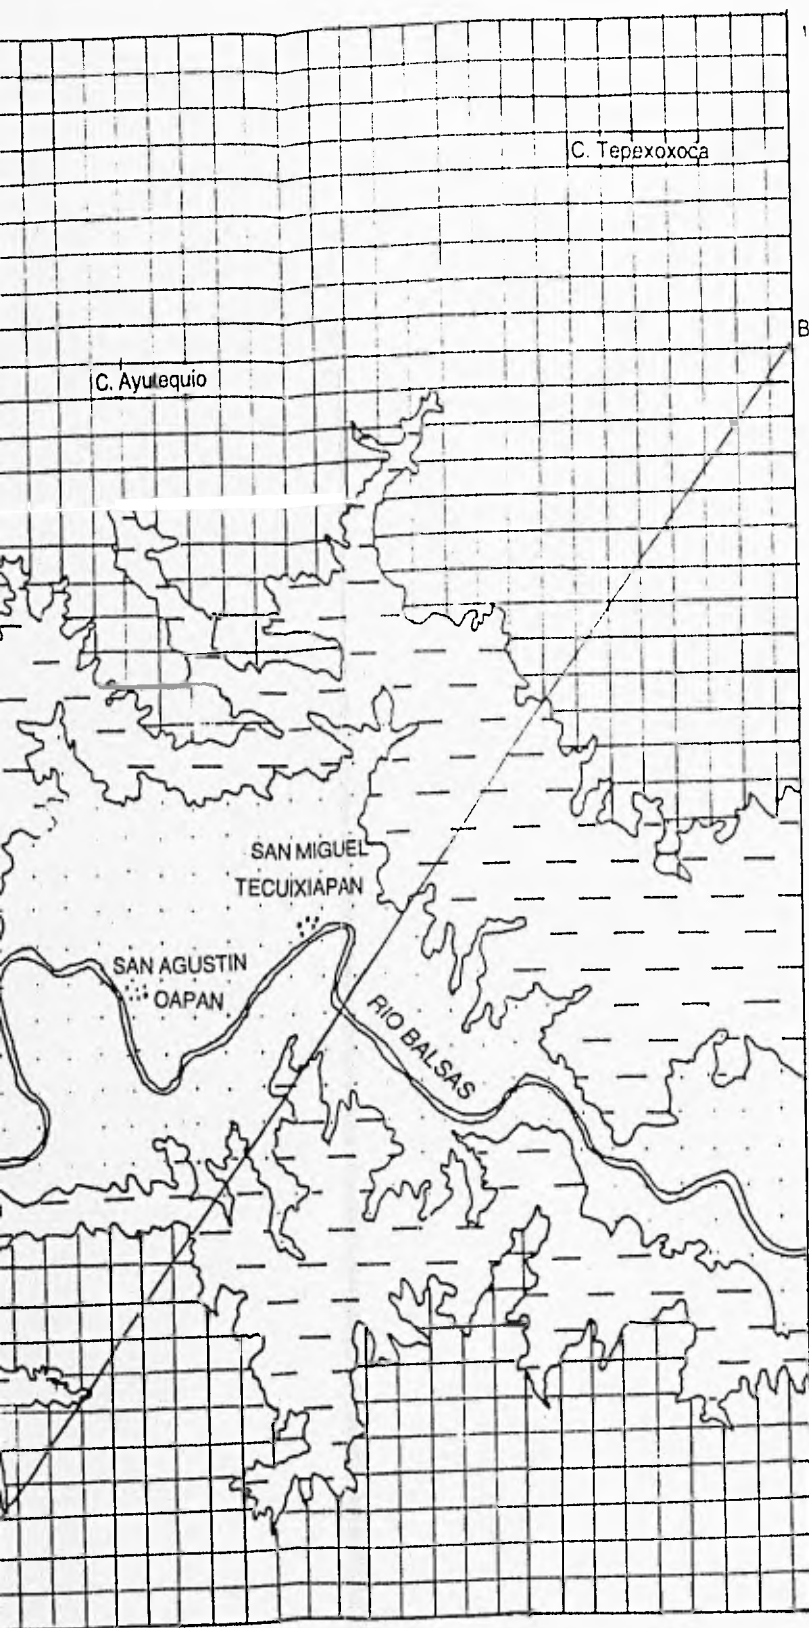 C. Tepexoxoca
B
C. Ayutequio
SAN MIGUEL
TECUIXIAPAN
SAN AGUSTIN
OAPAN
RIO BALSAS